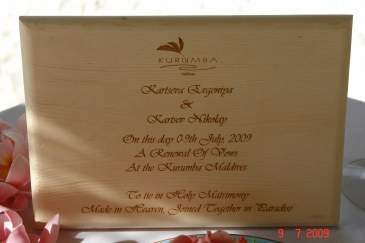 KURUMBA
Kartseva Evgeniya
&
Kartsev Nikolay
On this day 09th July, 2009
A Renewal Of Vows
At the Kurumba Maldives
To tie in Holy Matrimony
Made in Heaven, Joined Together in Paradise
9 7 2009